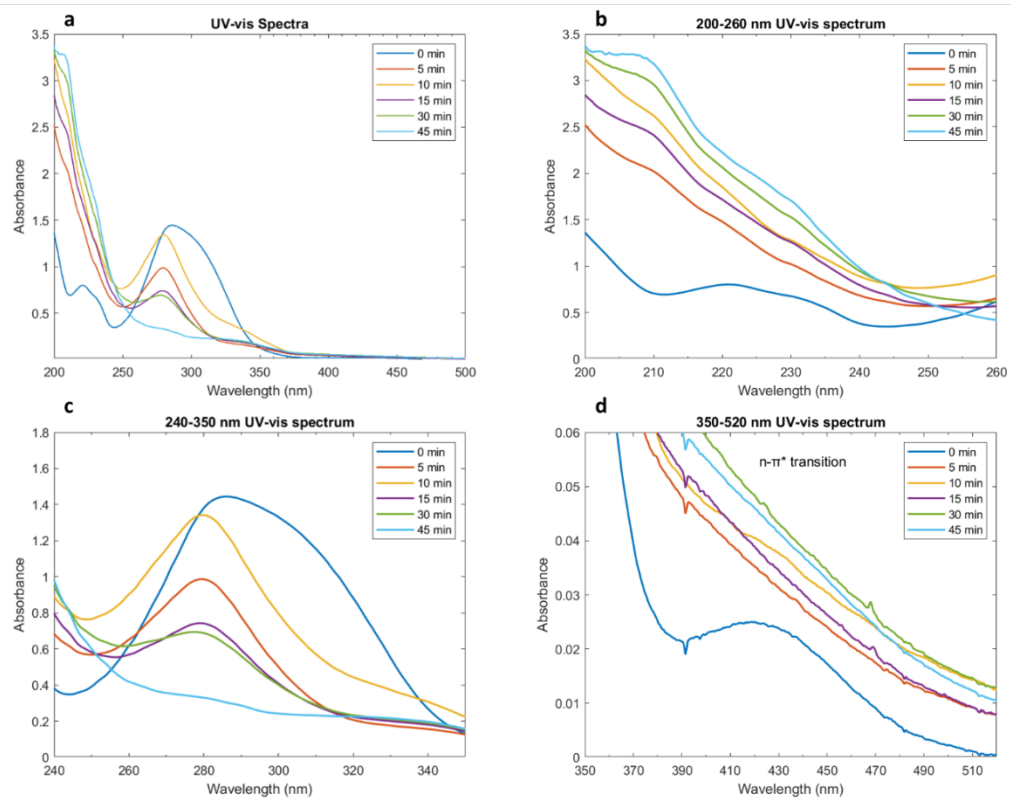 a
UV-vis Spectra
3.5
3
2.5
2
1.5
1
0.5
0
Absorbance
200
250
300
350
400
450
500
Wavelength (nm)
0 min
5 min
10 min
15 min
30 min
45 min
b
200-260 nm UV-vis spectrum
3.5
3
2.5
2
1.5
1
0.5
0
Absorbance
200
210
220
230
240
250
260
Wavelength (nm)
0 min
5 min
10 min
15 min
30 min
45 min
c
240-350 nm UV-vis spectrum
1.8
1.6
1.4
1.2
1
0.8
0.6
0.4
0.2
0
Absorbance
240
260
280
300
320
340
Wavelength (nm)
0 min
5 min
10 min
15 min
30 min
45 min
d
350-520 nm UV-vis spectrum
0.06
0.05
0.04
0.03
0.02
0.01
0
Absorbance
350
370
390
410
430
450
470
490
510
Wavelength (nm)
n-π* transition
0 min
5 min
10 min
15 min
30 min
45 min